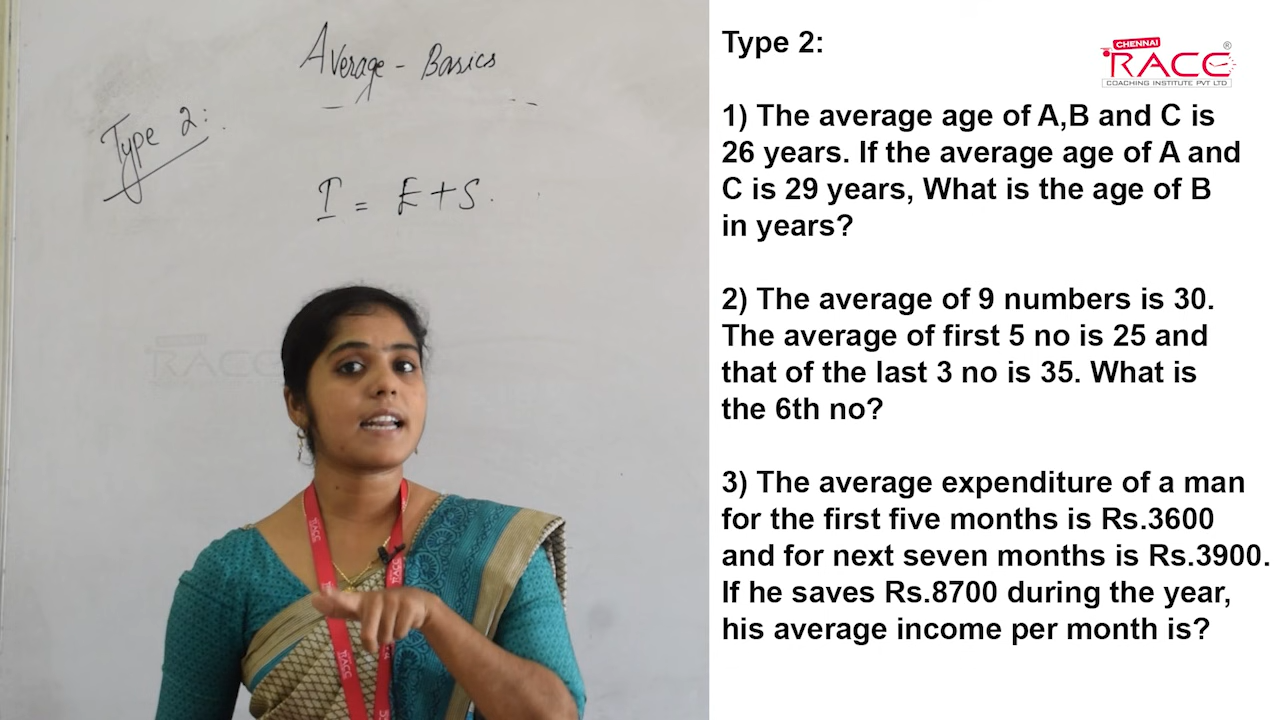 Average - Basics
Type 2:
I = E + S.
RACE
RACE
RACE
RACE
Type 2:
CHENNAI
RACE®
COACHING INSTITUTE PVT LTD
1) The average age of A,B and C is
26 years. If the average age of A and
C is 29 years, What is the age of B
in years?
2) The average of 9 numbers is 30.
The average of first 5 no is 25 and
that of the last 3 no is 35. What is
the 6th no?
3) The average expenditure of a man
for the first five months is Rs.3600
and for next seven months is Rs.3900.
If he saves Rs.8700 during the year,
his average income per month is?